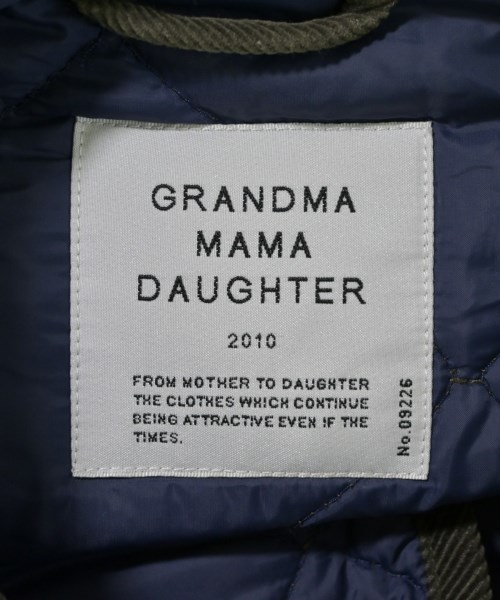 GRANDMA
MAMA
DAUGHTER
2010
FROM MOTHER TO DAUGHTER
THE CLOTHES WHICH CONTINUE
BEING ATTRACTIVE EVEN IF THE
TIMES.
No.09226